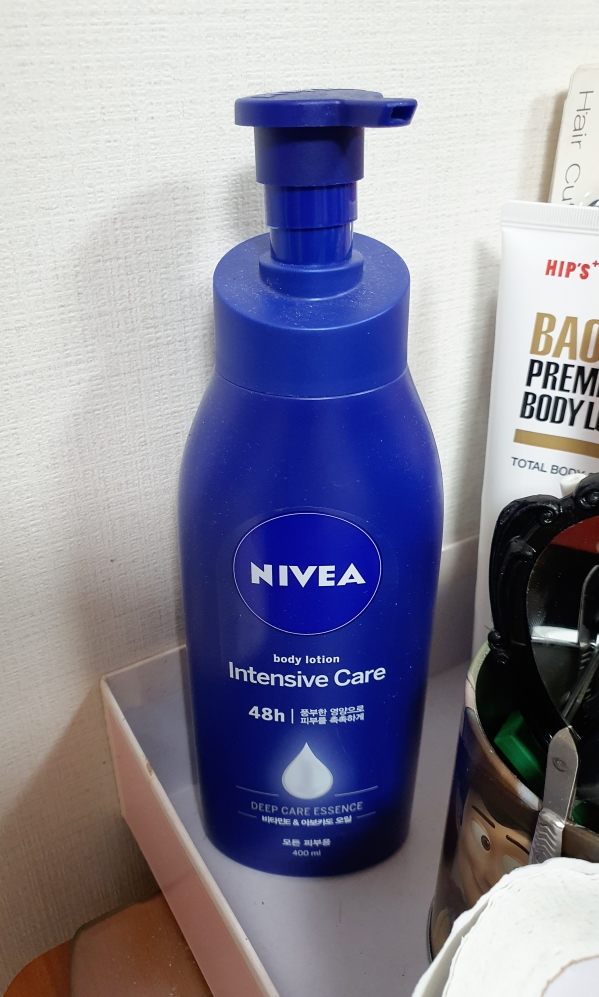 NIVEA
body lotion
Intensive Care
48h
풍부한 영양으로
피부를 촉촉하게
DEEP CARE ESSENCE
비타민E & 아보카도 오일
모든 피부용
400 ml
Hair
HIP'S+
BAO
PREM
BODY
TOTAL BODY